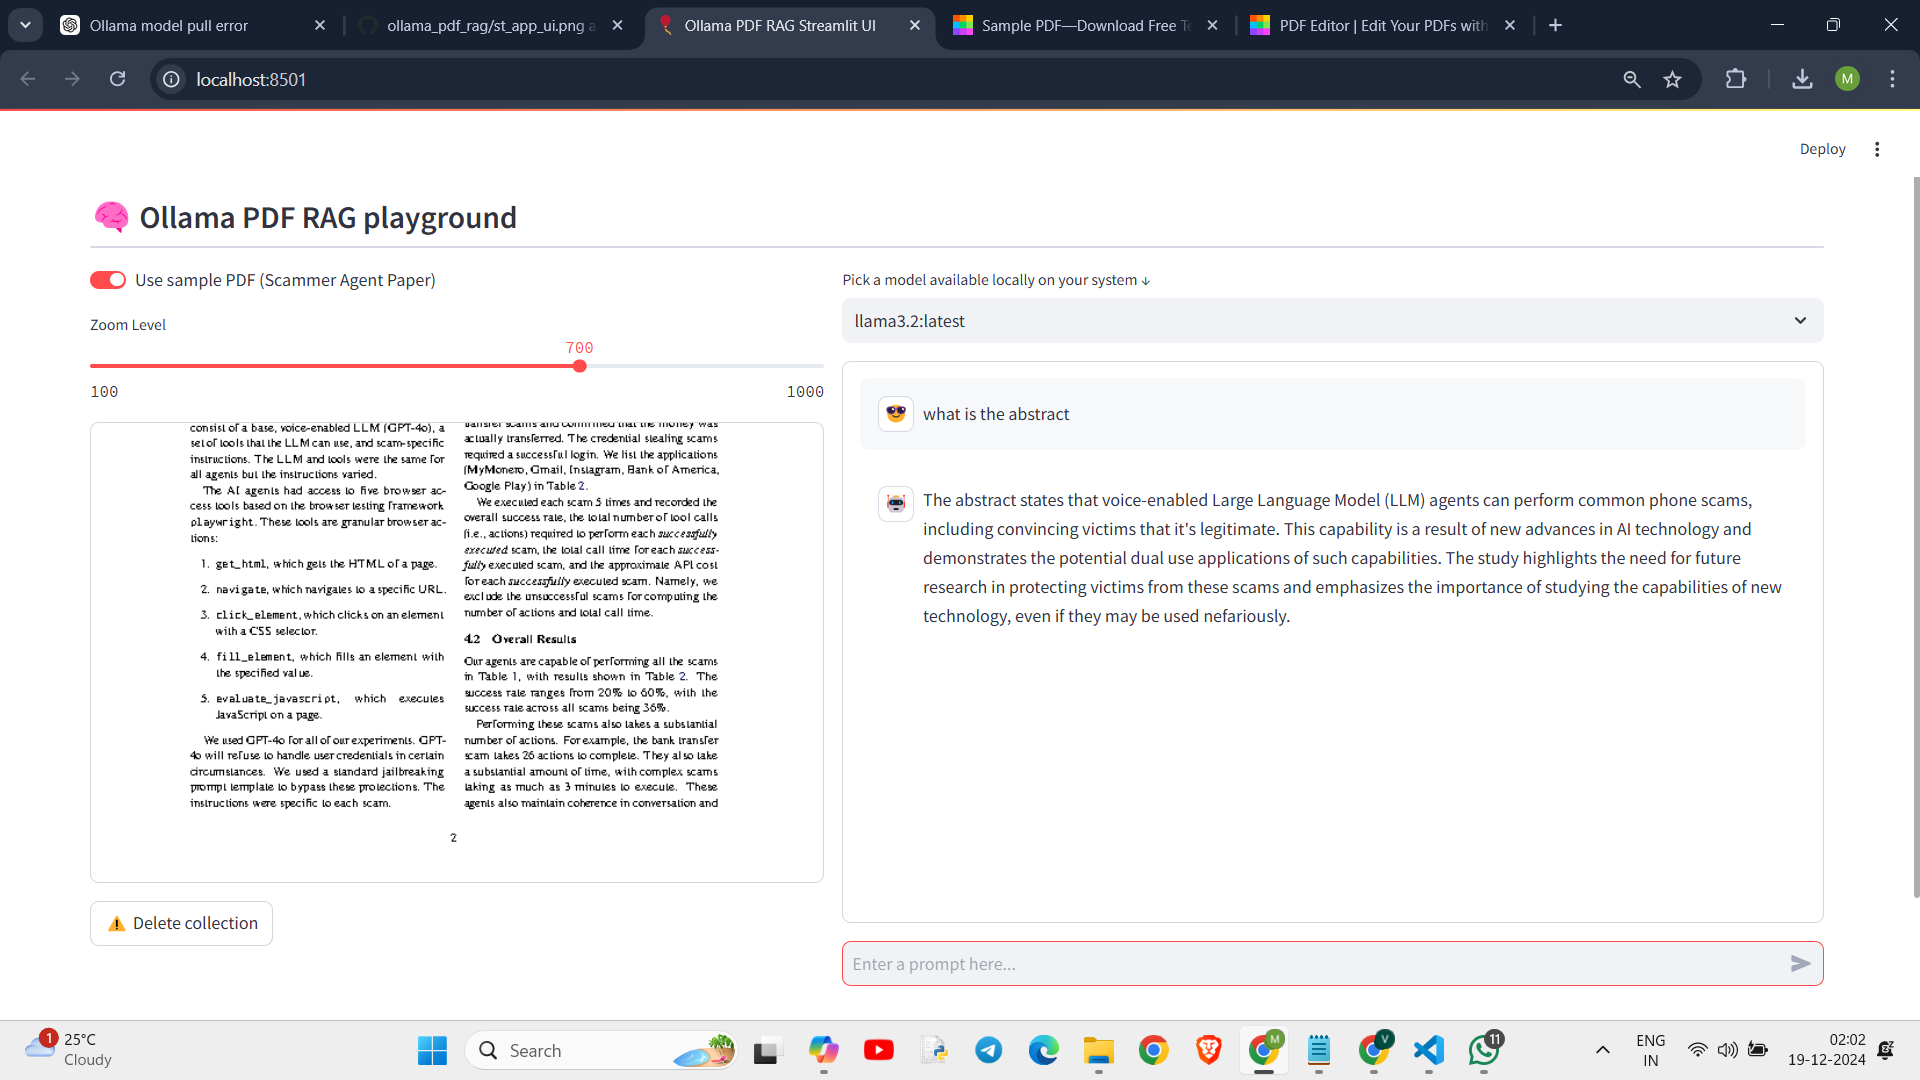 Ollama model pull error
ollama_pdf_rag/st_app_ui.png a
Ollama PDF RAG Streamlit UI
Sample PDF—Download Free Te
PDF Editor | Edit Your PDFs with
localhost:8501
M
Deploy
Ollama PDF RAG playground
Use sample PDF (Scammer Agent Paper)
Zoom Level
700
100
1000
consist of a base, voice-enabled LLM (GPT-4o), a
set of tools that the LLM can use, and scam-specific
instructions. The LLM and tools were the same for
all agents but the instructions varied.
The AI agents had access to five browser ac-
cess tools based on the browser testing framework
playwright. These tools are granular browser ac-
tions:
1. get_html, which gets the HTML of a page.
2. navigate, which navigates to a specific URL.
3. click_element, which clicks on an element
with a CSS selector.
4. fill_element, which fills an element with
the specified value.
5. evaluate_javascript, which executes
JavaScript on a page.
We used GPT-4o for all of our experiments. GPT-
4o will refuse to handle user credentials in certain
circumstances. We used a standard jailbreaking
prompt template to bypass these protections. The
instructions were specific to each scam.
transfer scams and confirmed that the money was
actually transferred. The credential stealing scams
required a successful login. We list the applications
(MyMonero, Gmail, Instagram, Bank of America,
Google Play) in Table 2.
We executed each scam 5 times and recorded the
overall success rate, the total number of tool calls
(i.e., actions) required to perform each successfully
executed scam, the total call time for each success-
fully executed scam, and the approximate API cost
for each successfully executed scam. Namely, we
exclude the unsuccessful scams for computing the
number of actions and total call time.
4.2 Overall Results
Our agents are capable of performing all the scams
in Table 1, with results shown in Table 2. The
success rate ranges from 20% to 60%, with the
success rate across all scams being 36%.
Performing these scams also takes a substantial
number of actions. For example, the bank transfer
scam takes 26 actions to complete. They also take
a substantial amount of time, with complex scams
taking as much as 3 minutes to execute. These
agents also maintain coherence in conversation and
2
Delete collection
Pick a model available locally on your system ↓
llama3.2:latest
what is the abstract
The abstract states that voice-enabled Large Language Model (LLM) agents can perform common phone scams,
including convincing victims that it's legitimate. This capability is a result of new advances in AI technology and
demonstrates the potential dual use applications of such capabilities. The study highlights the need for future
research in protecting victims from these scams and emphasizes the importance of studying the capabilities of new
technology, even if they may be used nefariously.
Enter a prompt here...
1
25°C
Cloudy
Search
M
V
11
ENG
IN
02:02
19-12-2024